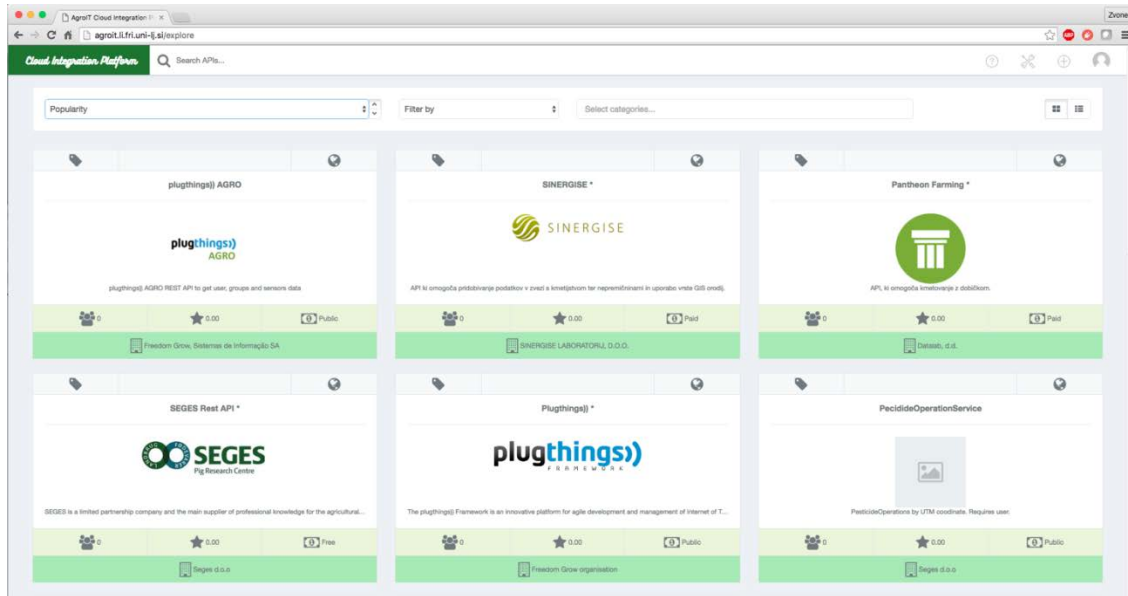 AgroIT Cloud Integration P
Zvone
agroit.li.fri.uni-lj.si/explore
ABP
Cloud Integration Platform
Search APIs...
Popularity
Filter by
Select categories...
plugthings)) AGRO
SINERGISE *
Pantheon Farming *
plugthings))
AGRO
SINERGISE
plugthings)) AGRO REST API to get user, groups and sensors data
API ki omogoča pridobivanje podatkov v zvezi s kmetijstvom ter nepremičninami in uporabo vrste GIS orodij.
API, ki omogoča kmetovanje z dobičkom.
0 0.00 Public
0 0.00 Paid
0 0.00 Paid
Freedom Grow, Sistemas de Informação SA
SINERGISE LABORATORIJ, D.O.O.
Datalab, d.d.
SEGES Rest API *
Plugthings)) *
PecidideOperationService
SEGES
Pig Research Centre
plugthings))
FRAMEWORK
SEGES is a limited partnership company and the main supplier of professional knowledge for the agricultural...
The plugthings)) Framework is an innovative platform for agile development and management of Internet of T...
PesticideOperations by UTM coodinate. Requires user.
0 0.00 Free
0 0.00 Public
0 0.00 Public
Seges d.o.o
Freedom Grow organisation
Seges d.o.o